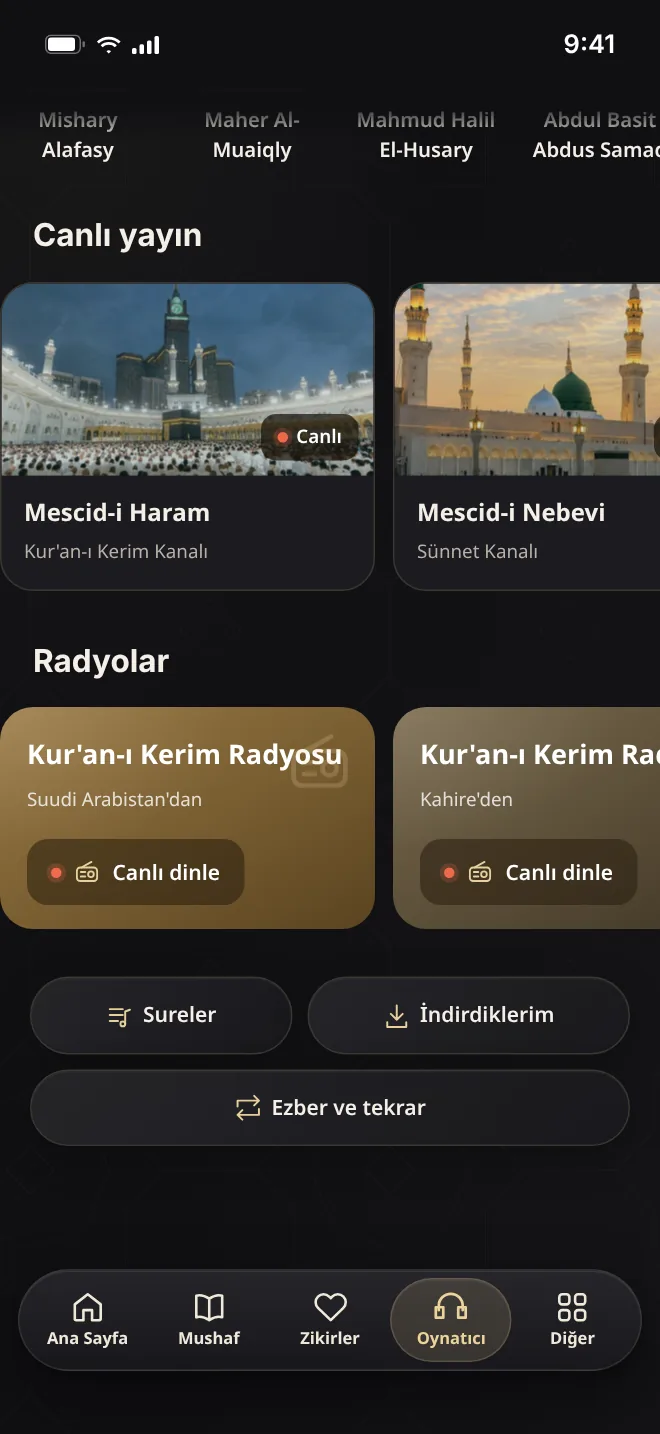 9:41
Mishary
Alafasy
Maher Al-
Muaiqly
Mahmud Halil
El-Husary
Abdul Basit
Abdus Samad
Canlı yayın
Canlı
Mescid-i Haram
Kur'an-ı Kerim Kanalı
Mescid-i Nebevi
Sünnet Kanalı
Radyolar
Kur'an-ı Kerim Radyosu
Suudi Arabistan'dan
Canlı dinle
Kur'an-ı Kerim
Kahire'den
Canlı dinle
Sureler
İndirdiklerim
Ezber ve tekrar
Ana Sayfa
Mushaf
Zikirler
Oynatıcı
Diğer